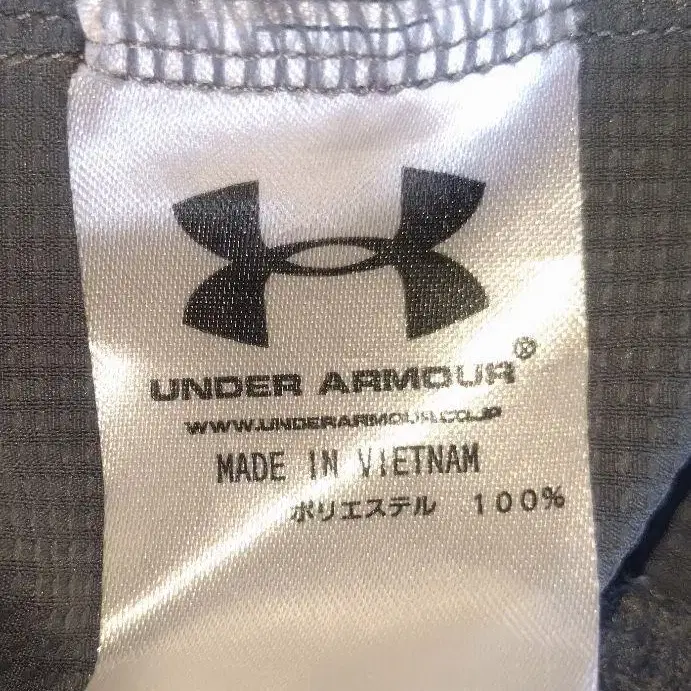 UNDER ARMOUR®
WWW.UNDERARMOUR.CO.JP
MADE IN VIETNAM
ポリエステル 100%